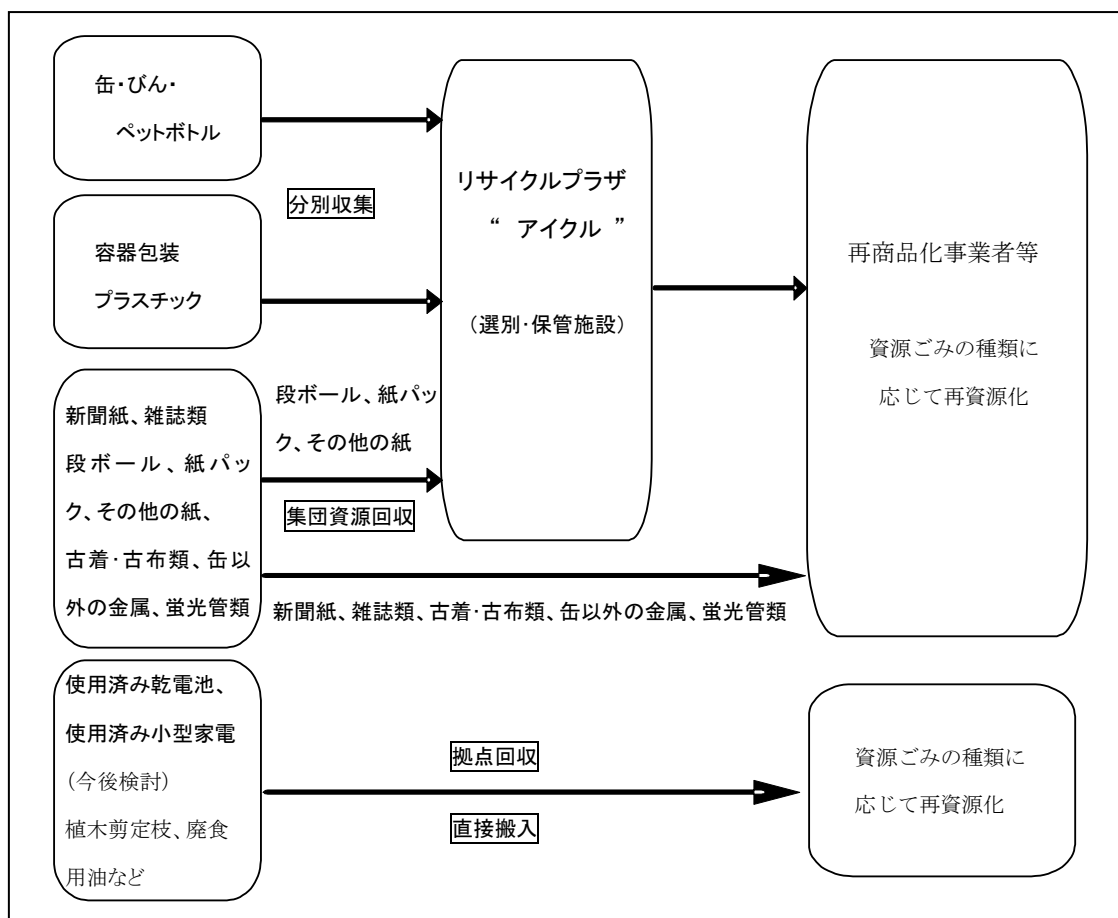 缶・びん・
ペットボトル
分別収集
容器包装
プラスチック
新聞紙、雑誌類
段ボール、紙パッ
ク、その他の紙、
古着・古布類、缶以
外の金属、蛍光管類
段ボール、紙パッ
ク、その他の紙
集団資源回収
新聞紙、雑誌類、古着・古布類、缶以外の金属、蛍光管類
リサイクルプラザ
“ アイクル ”
（選別・保管施設）
再商品化事業者等
資源ごみの種類に
応じて再資源化
使用済み乾電池、
使用済み小型家電
（今後検討）
植木剪定枝、廃食
用油など
拠点回収
直接搬入
資源ごみの種類に
応じて再資源化